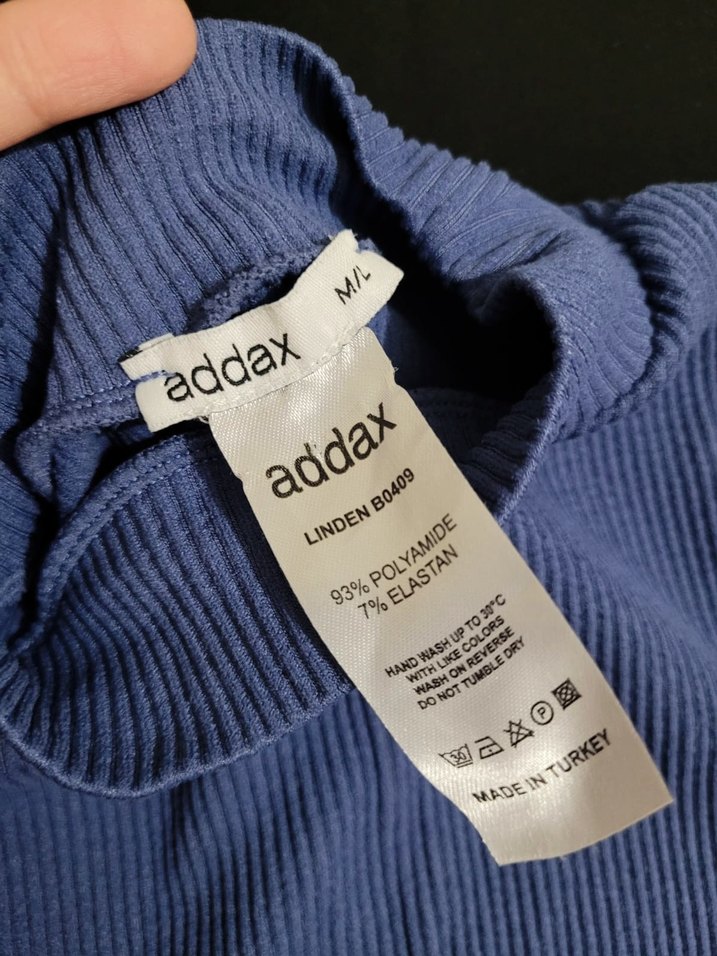 addax M/L
addax
LINDEN B0409
93% POLYAMIDE
7% ELASTAN
HAND WASH UP TO 30°C
WITH LIKE COLORS
WASH ON REVERSE
DO NOT TUMBLE DRY
30 P
MADE IN TURKEY